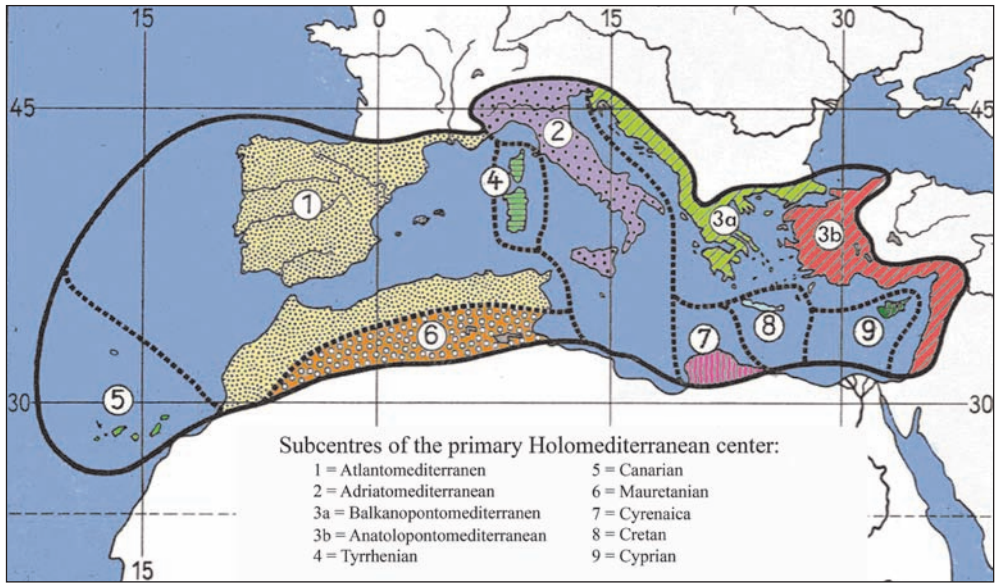 15 0 15 30
45 45
2
4
1
3a
3b
8
6
7
9
5
30 30
Subcentres of the primary Holomediterranean center:
1 = Atlantomediterranen
2 = Adriatomediterranean
3a = Balkanopontomediterranen
3b = Anatolopontomediterranean
4 = Tyrrhenian
5 = Canarian
6 = Mauretanian
7 = Cyrenaica
8 = Cretan
9 = Cyprian
15